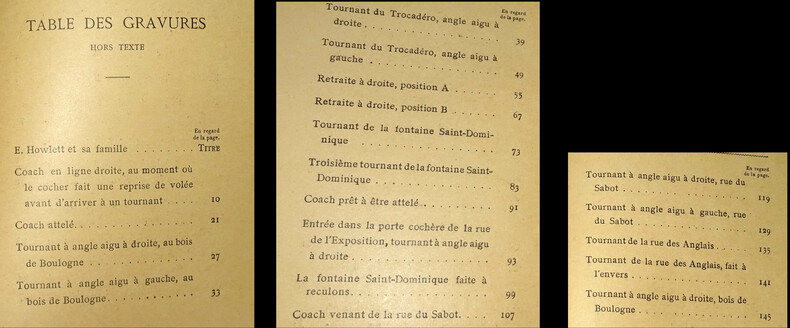 TABLE DES GRAVURES
HORS TEXTE
En regard
de la page.
E. Howlett et sa famille . . . . . . . . TITRE
Coach en ligne droite, au moment où
le cocher fait une reprise de volée
avant d'arriver à un tournant . . . . 10
Coach attelé. . . . . . . . . . . . . . . 21
Tournant à angle aigu à droite, au bois
de Boulogne . . . . . . . . . . . . 27
Tournant à angle aigu à gauche, au
bois de Boulogne. . . . . . . . . . . 33
En regard
de la page.
Tournant du Trocadéro, angle aigu à
droite . . . . . . . . . . . . . . . . 39
Tournant du Trocadéro, angle aigu à
gauche . . . . . . . . . . . . . . . . 49
Retraite à droite, position A . . . . . . 55
Retraite à droite, position B . . . . . . 67
Tournant de la fontaine Saint-Domi-
nique . . . . . . . . . . . . . . . . 73
Troisième tournant de la fontaine Saint-
Dominique . . . . . . . . . . . . . . 83
Coach prêt à être attelé. . . . . . . . . 91
Entrée dans la porte cochère de la rue
de l'Exposition, tournant à angle aigu
à droite . . . . . . . . . . . . . . . 93
La fontaine Saint-Dominique faite à
reculons. . . . . . . . . . . . . . . . 99
Coach venant de la rue du Sabot. . . . 107
En regard
de la page.
Tournant à angle aigu à droite, rue du
Sabot . . . . . . . . . . . . . . . . 119
Tournant à angle aigu à gauche, rue
du Sabot . . . . . . . . . . . . . . 129
Tournant de la rue des Anglais . . . . . 135
Tournant de la rue des Anglais, fait à
l'envers . . . . . . . . . . . . . . . 141
Tournant à angle aigu à droite, bois de
Boulogne . . . . . . . . . . . . . . 145